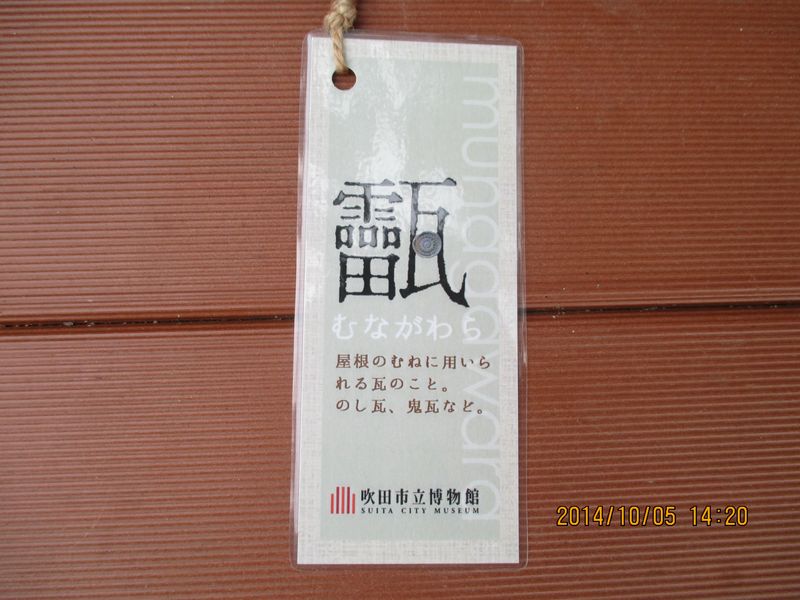 むながわら
屋根のむねに用いら
れる瓦のこと。
のし瓦、鬼瓦など。
munagawara
吹田市立博物館
SUITA CITY MUSEUM
2014/10/05 14:20